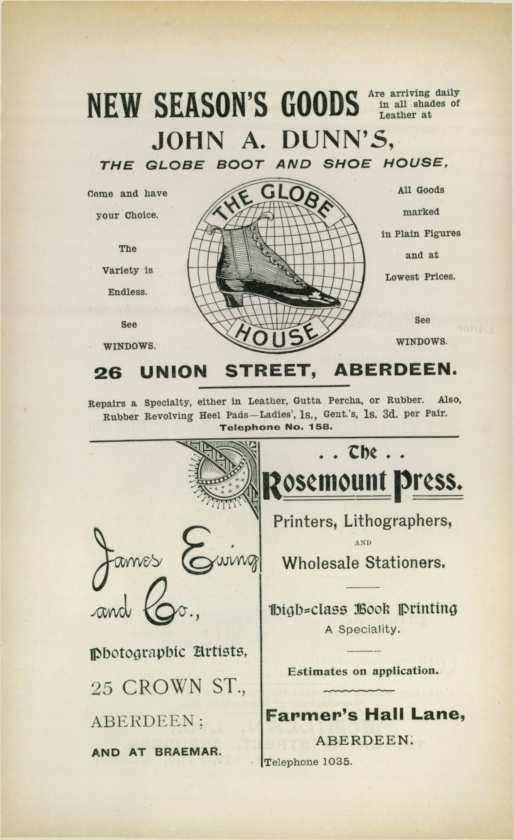 NEW SEASON'S GOODS
Are arriving daily
in all shades of
Leather at
JOHN A. DUNN'S,
THE GLOBE BOOT AND SHOE HOUSE,
Come and have
your Choice.
The
Variety is
Endless.
See
WINDOWS.
THE GLOBE
HOUSE
All Goods
marked
in Plain Figures
and at
Lowest Prices.
See
WINDOWS.
26 UNION STREET, ABERDEEN.
Repairs a Specialty, either in Leather, Gutta Percha, or Rubber. Also,
Rubber Revolving Heel Pads—Ladies', 1s., Gent.'s, 1s. 3d. per Pair.
Telephone No. 158.
James Ewing
and Co.,
Photographic Artists,
25 CROWN ST.,
ABERDEEN;
AND AT BRAEMAR.
. . The . .
Rosemount Press.
Printers, Lithographers,
AND
Wholesale Stationers.
High=class Book Printing
A Speciality.
Estimates on application.
Farmer's Hall Lane,
ABERDEEN.
Telephone 1035.